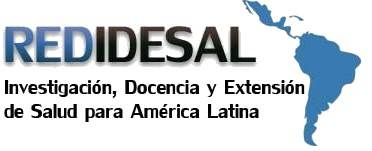 REDIDESAL
Investigación, Docencia y Extensión
de Salud para América Latina